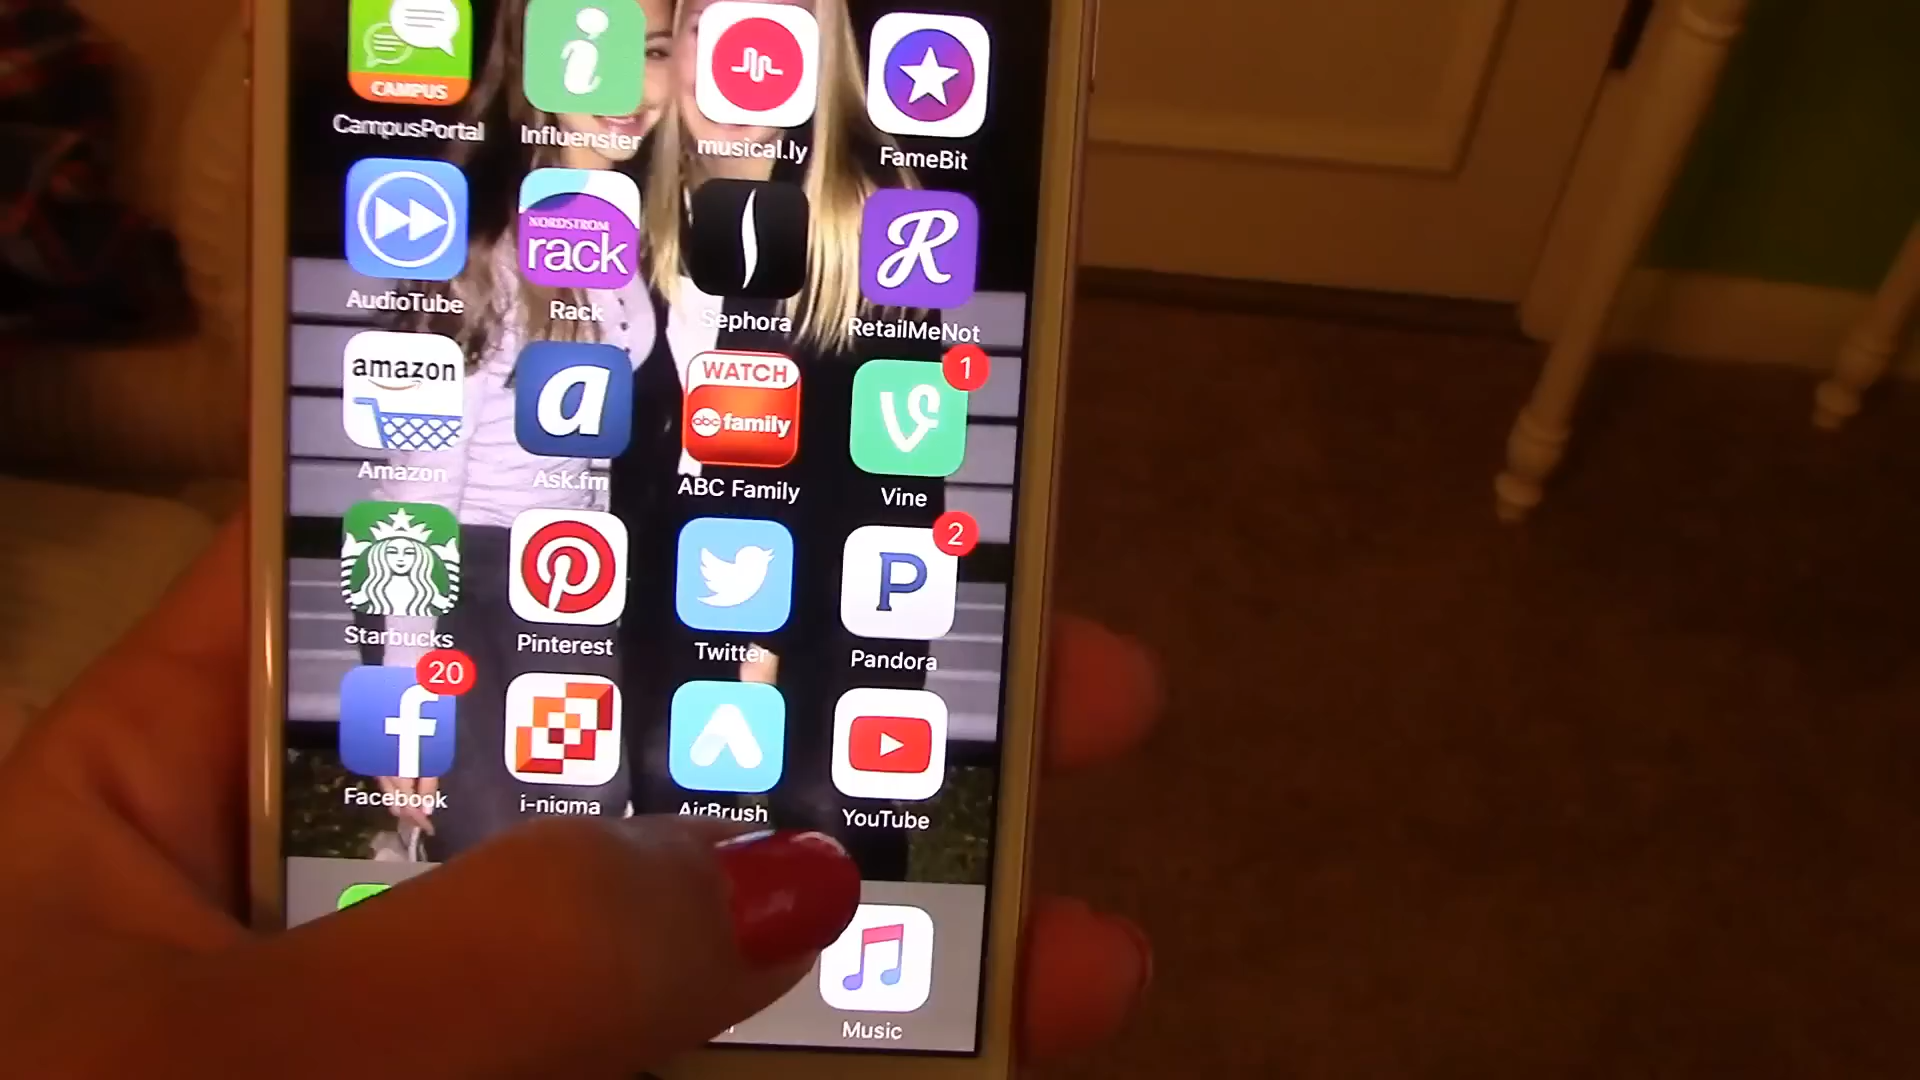 CAMPUS
CampusPortal
Influenster
musical.ly
FameBit
AudioTube
NORDSTROM
rack
Rack
Sephora
R
RetailMeNot
amazon
Amazon
a
Ask.fm
WATCH
abc family
ABC Family
1
Vine
Starbucks
Pinterest
Twitter
2
P
Pandora
20
f
Facebook
i-nigma
AirBrush
YouTube
Music